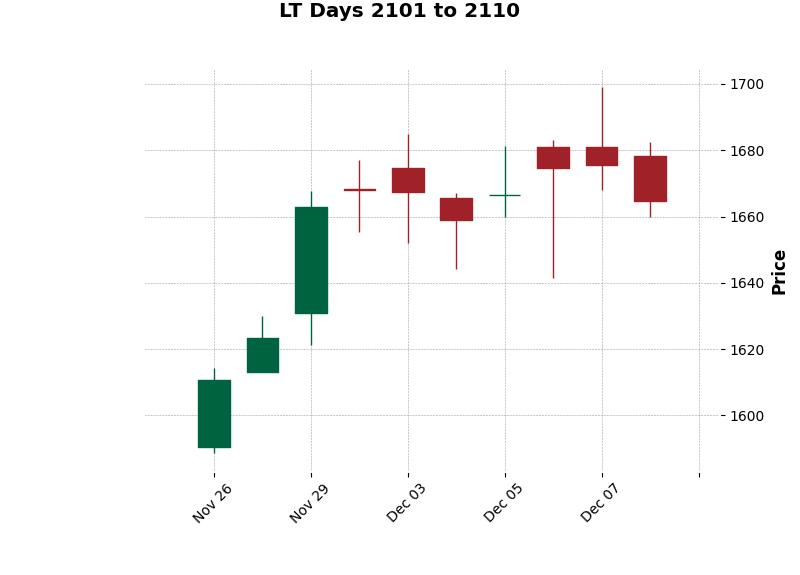 LT Days 2101 to 2110
1700
1680
1660
1640
1620
1600
Price
Nov 26
Nov 29
Dec 03
Dec 05
Dec 07